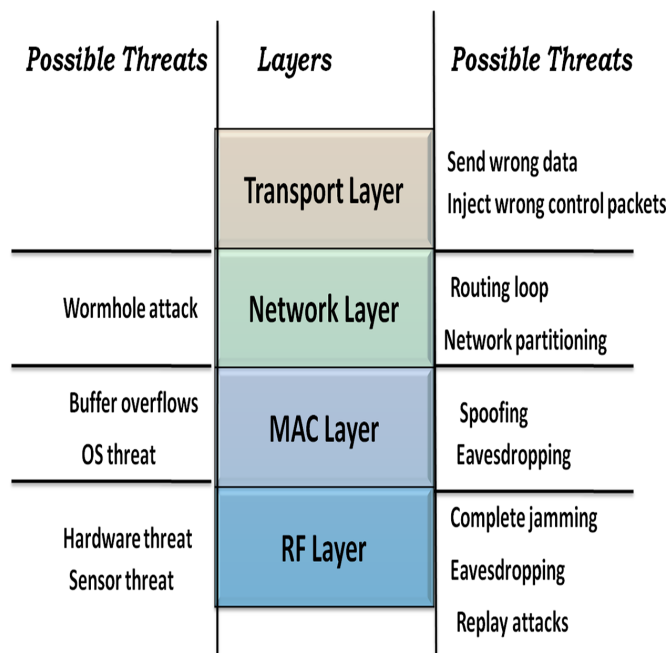 Possible Threats Layers Possible Threats
Transport Layer
Send wrong data
Inject wrong control packets
Wormhole attack
Network Layer
Routing loop
Network partitioning
Buffer overflows
OS threat
MAC Layer
Spoofing
Eavesdropping
Hardware threat
Sensor threat
RF Layer
Complete jamming
Eavesdropping
Replay attacks